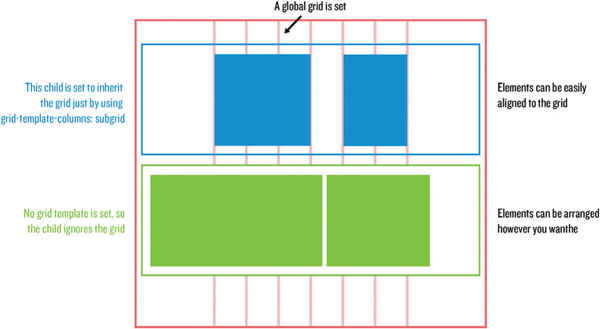 A global grid is set
This child is set to inherit
the grid just by using
grid-template-columns: subgrid
Elements can be easily
aligned to the grid
No grid template is set, so
the child ignores the grid
Elements can be arranged
however you wanthe